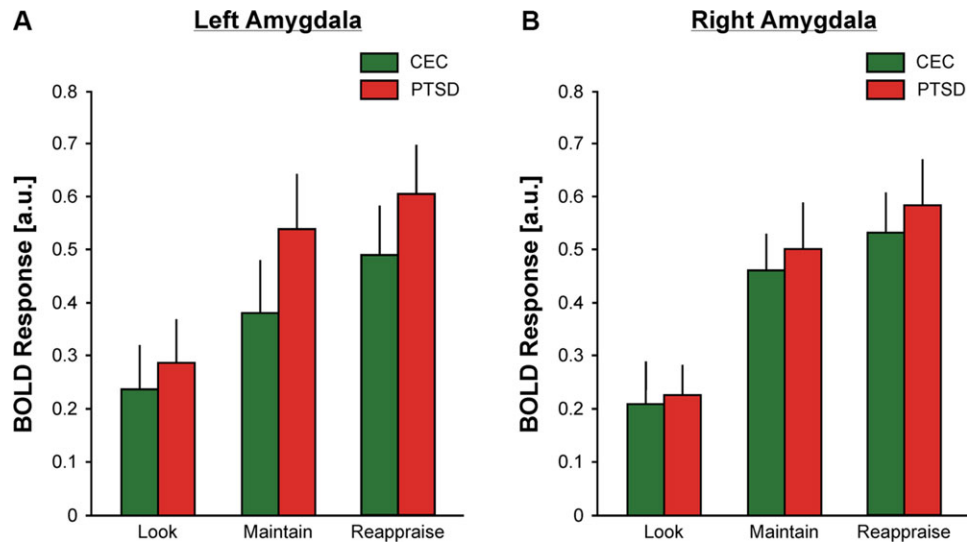 A
Left Amygdala
CEC
PTSD
BOLD Response [a.u.]
0.8
0.7
0.6
0.5
0.4
0.3
0.2
0.1
0
Look Maintain Reappraise
B
Right Amygdala
CEC
PTSD
BOLD Response [a.u.]
0.8
0.7
0.6
0.5
0.4
0.3
0.2
0.1
0
Look Maintain Reappraise